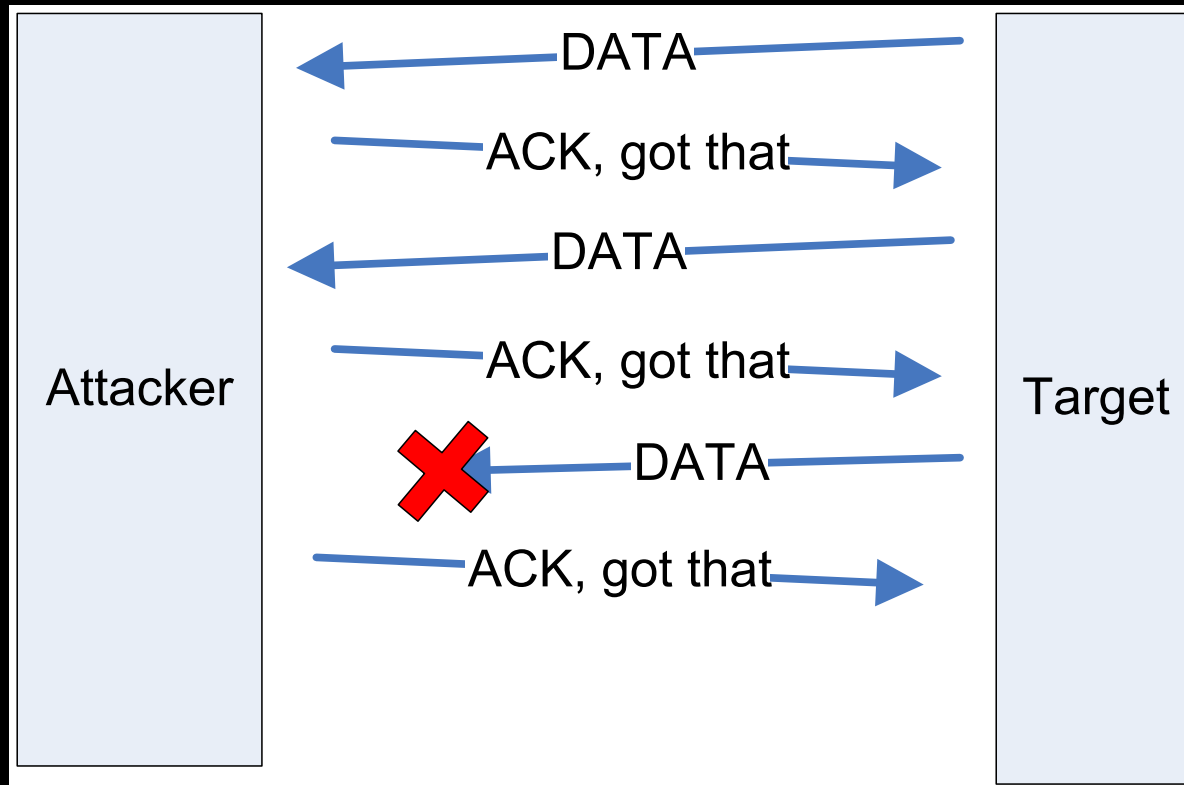 DATA
ACK, got that
DATA
ACK, got that
Attacker
Target
DATA
ACK, got that